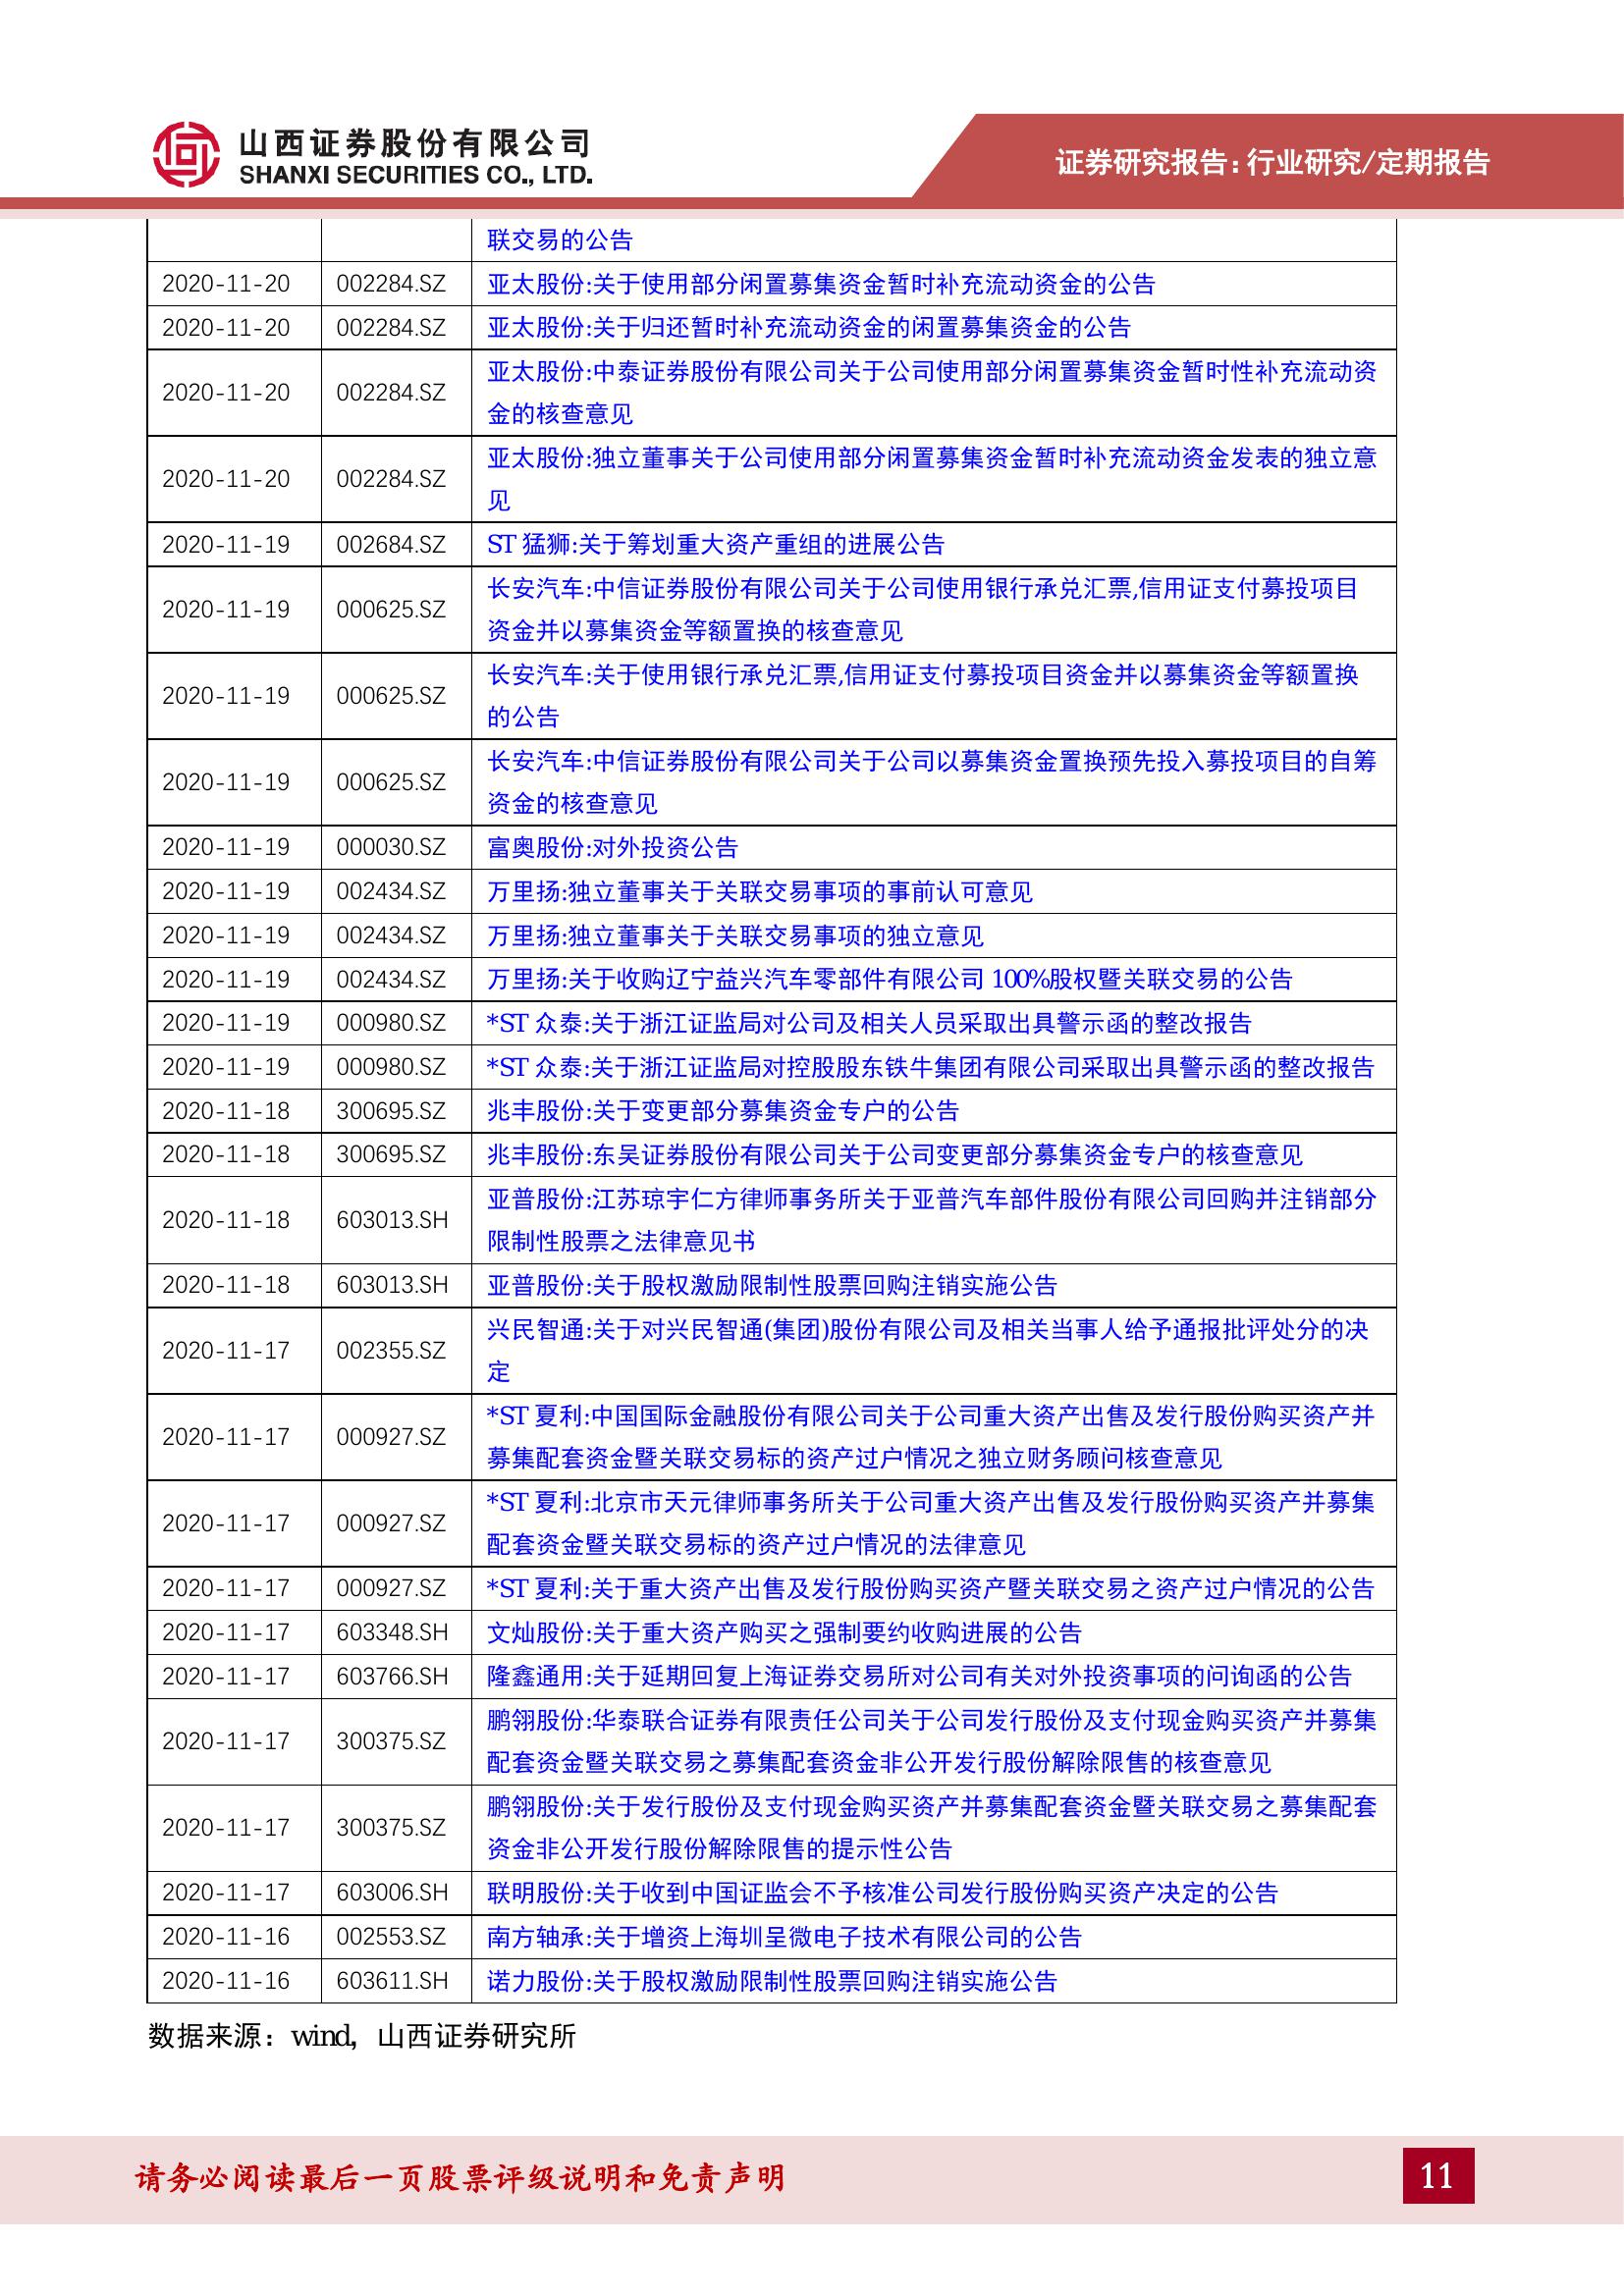 山西证券股份有限公司
SHANXI SECURITIES CO., LTD.
证券研究报告:行业研究/定期报告
联交易的公告
2020-11-20 002284.SZ 亚太股份:关于使用部分闲置募集资金暂时补充流动资金的公告
2020-11-20 002284.SZ 亚太股份:关于归还暂时补充流动资金的闲置募集资金的公告
2020-11-20 002284.SZ 亚太股份:中泰证券股份有限公司关于公司使用部分闲置募集资金暂时性补充流动资
金的核查意见
2020-11-20 002284.SZ 亚太股份:独立董事关于公司使用部分闲置募集资金暂时补充流动资金发表的独立意
见
2020-11-19 002684.SZ ST 猛狮:关于筹划重大资产重组的进展公告
2020-11-19 000625.SZ 长安汽车:中信证券股份有限公司关于公司使用银行承兑汇票,信用证支付募投项目
资金并以募集资金等额置换的核查意见
2020-11-19 000625.SZ 长安汽车:关于使用银行承兑汇票,信用证支付募投项目资金并以募集资金等额置换
的公告
2020-11-19 000625.SZ 长安汽车:中信证券股份有限公司关于公司以募集资金置换预先投入募投项目的自筹
资金的核查意见
2020-11-19 000030.SZ 富奥股份:对外投资公告
2020-11-19 002434.SZ 万里扬:独立董事关于关联交易事项的事前认可意见
2020-11-19 002434.SZ 万里扬:独立董事关于关联交易事项的独立意见
2020-11-19 002434.SZ 万里扬:关于收购辽宁益兴汽车零部件有限公司 100%股权暨关联交易的公告
2020-11-19 000980.SZ *ST 众泰:关于浙江证监局对公司及相关人员采取出具警示函的整改报告
2020-11-19 000980.SZ *ST 众泰:关于浙江证监局对控股股东铁牛集团有限公司采取出具警示函的整改报告
2020-11-18 300695.SZ 兆丰股份:关于变更部分募集资金专户的公告
2020-11-18 300695.SZ 兆丰股份:东吴证券股份有限公司关于公司变更部分募集资金专户的核查意见
2020-11-18 603013.SH 亚普股份:江苏琼宇仁方律师事务所关于亚普汽车部件股份有限公司回购并注销部分
限制性股票之法律意见书
2020-11-18 603013.SH 亚普股份:关于股权激励限制性股票回购注销实施公告
2020-11-17 002355.SZ 兴民智通:关于对兴民智通(集团)股份有限公司及相关当事人给予通报批评处分的决
定
2020-11-17 000927.SZ *ST 夏利:中国国际金融股份有限公司关于公司重大资产出售及发行股份购买资产并
募集配套资金暨关联交易标的资产过户情况之独立财务顾问核查意见
2020-11-17 000927.SZ *ST 夏利:北京市天元律师事务所关于公司重大资产出售及发行股份购买资产并募集
配套资金暨关联交易标的资产过户情况的法律意见
2020-11-17 000927.SZ *ST 夏利:关于重大资产出售及发行股份购买资产暨关联交易之资产过户情况的公告
2020-11-17 603348.SH 文灿股份:关于重大资产购买之强制要约收购进展的公告
2020-11-17 603766.SH 隆鑫通用:关于延期回复上海证券交易所对公司有关对外投资事项的问询函的公告
2020-11-17 300375.SZ 鹏翎股份:华泰联合证券有限责任公司关于公司发行股份及支付现金购买资产并募集
配套资金暨关联交易之募集配套资金非公开发行股份解除限售的核查意见
2020-11-17 300375.SZ 鹏翎股份:关于发行股份及支付现金购买资产并募集配套资金暨关联交易之募集配套
资金非公开发行股份解除限售的提示性公告
2020-11-17 603006.SH 联明股份:关于收到中国证监会不予核准公司发行股份购买资产决定的公告
2020-11-16 002553.SZ 南方轴承:关于增资上海圳呈微电子技术有限公司的公告
2020-11-16 603611.SH 诺力股份:关于股权激励限制性股票回购注销实施公告
数据来源：wind，山西证券研究所
请务必阅读最后一页股票评级说明和免责声明
11